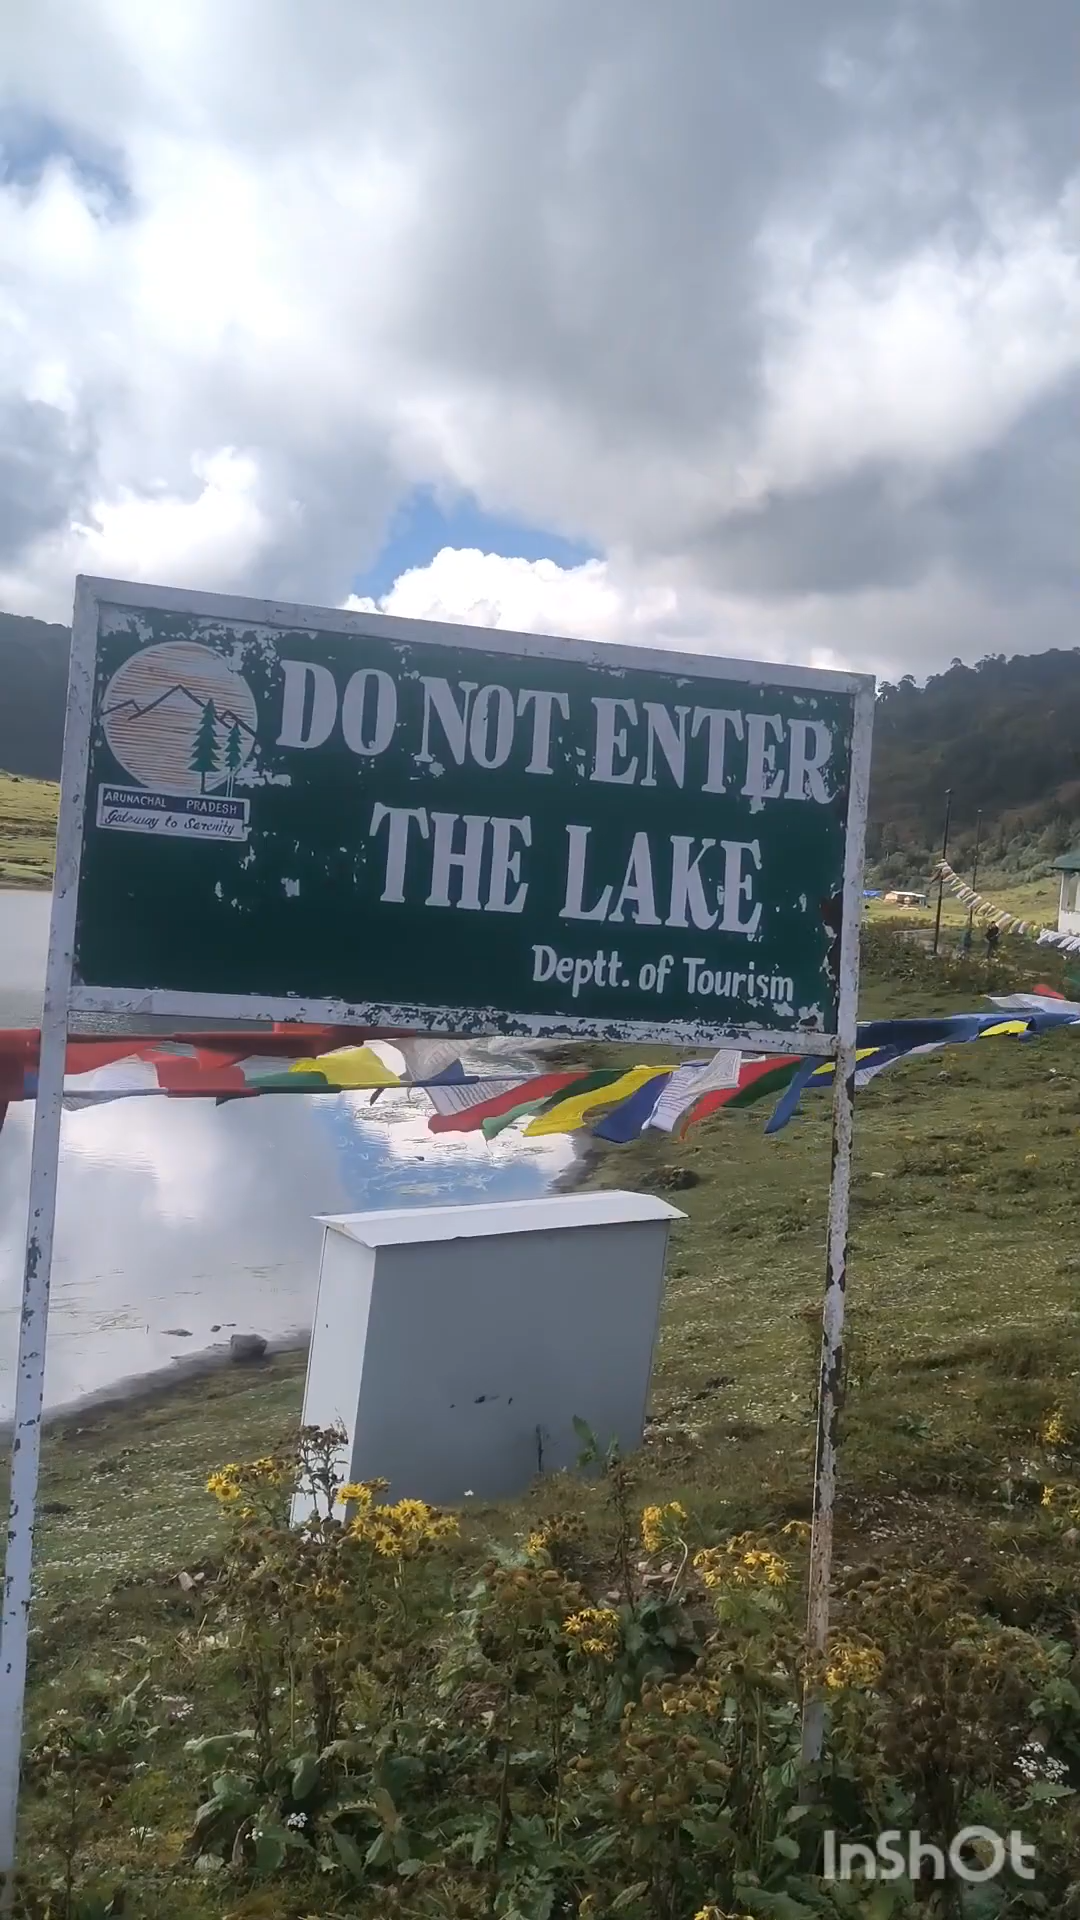 DO NOT ENTER
THE LAKE
Deptt. of Tourism
ARUNACHAL PRADESH
Gateway to Serenity
InShOt